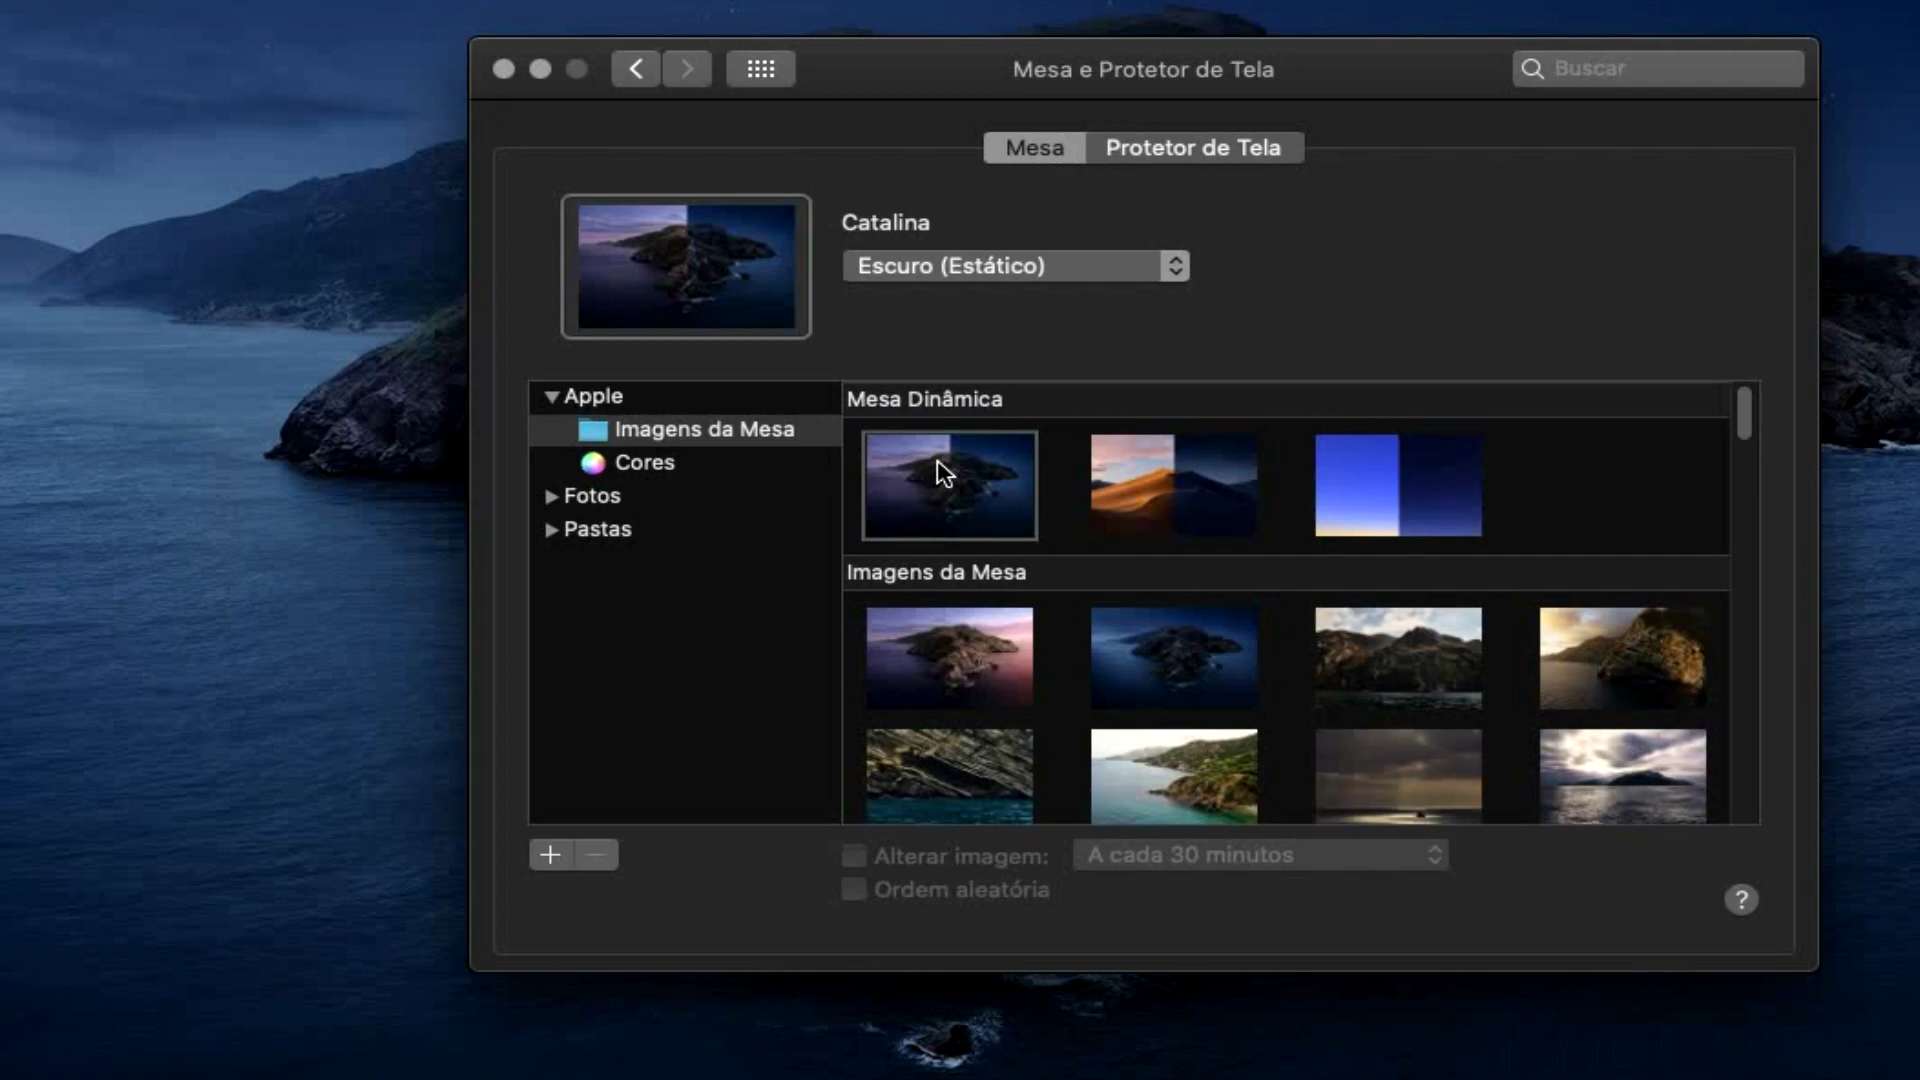 Mesa e Protetor de Tela
Buscar
Mesa
Protetor de Tela
Catalina
Escuro (Estático)
Apple
Imagens da Mesa
Cores
Fotos
Pastas
Mesa Dinâmica
Imagens da Mesa
Alterar imagem:
A cada 30 minutos
Ordem aleatória
?